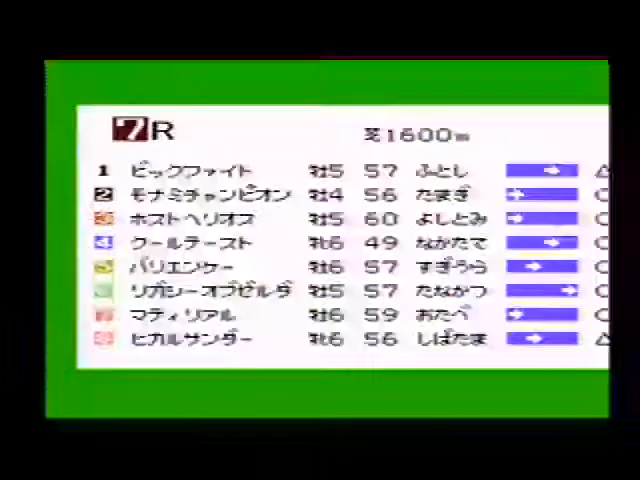 7R 芝1600m
1 ビックファイト 牡5 57 ふとし → △
2 モナミチャンピオン 牡4 56 たまき → ○
3 ホストヘリオス 牡5 60 よしとみ → ○
4 クールテースト 牝6 49 なかたて → ○
5 バリエンケー 牡6 57 すぎうら → ○
6 リガシーオブゼルダ 牡5 57 たなかつ → ○
7 マティリアル 牡6 59 おたべ → ○
8 ヒカルサンダー 牝6 56 しばたま → △